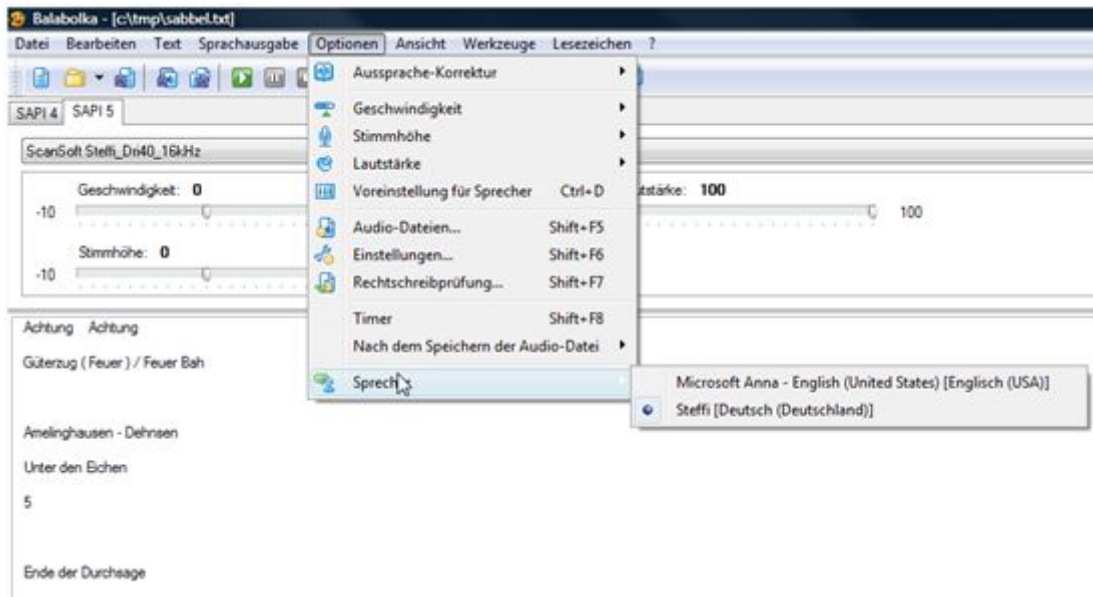 Balabolka - [c:\tmp\sabbel.txt]
Datei Bearbeiten Text Sprachausgabe Optionen Ansicht Werkzeuge Lesezeichen ?
SAPI 4 SAPI 5
ScanSoft Steffi_Dri40_16kHz
Geschwindigkeit: 0
-10
Stimmhöhe: 0
-10
utstärke: 100
100
Aussprache-Korrektur
Geschwindigkeit
Stimmhöhe
Lautstärke
Voreinstellung für Sprecher Ctrl+D
Audio-Dateien... Shift+F5
Einstellungen... Shift+F6
Rechtschreibprüfung... Shift+F7
Timer Shift+F8
Nach dem Speichern der Audio-Datei
Sprecher
Microsoft Anna - English (United States) [Englisch (USA)]
Steffi [Deutsch (Deutschland)]
Achtung Achtung
Güterzug ( Feuer ) / Feuer Bah
Amelinghausen - Dehnsen
Unter den Eichen
5
Ende der Durchsage